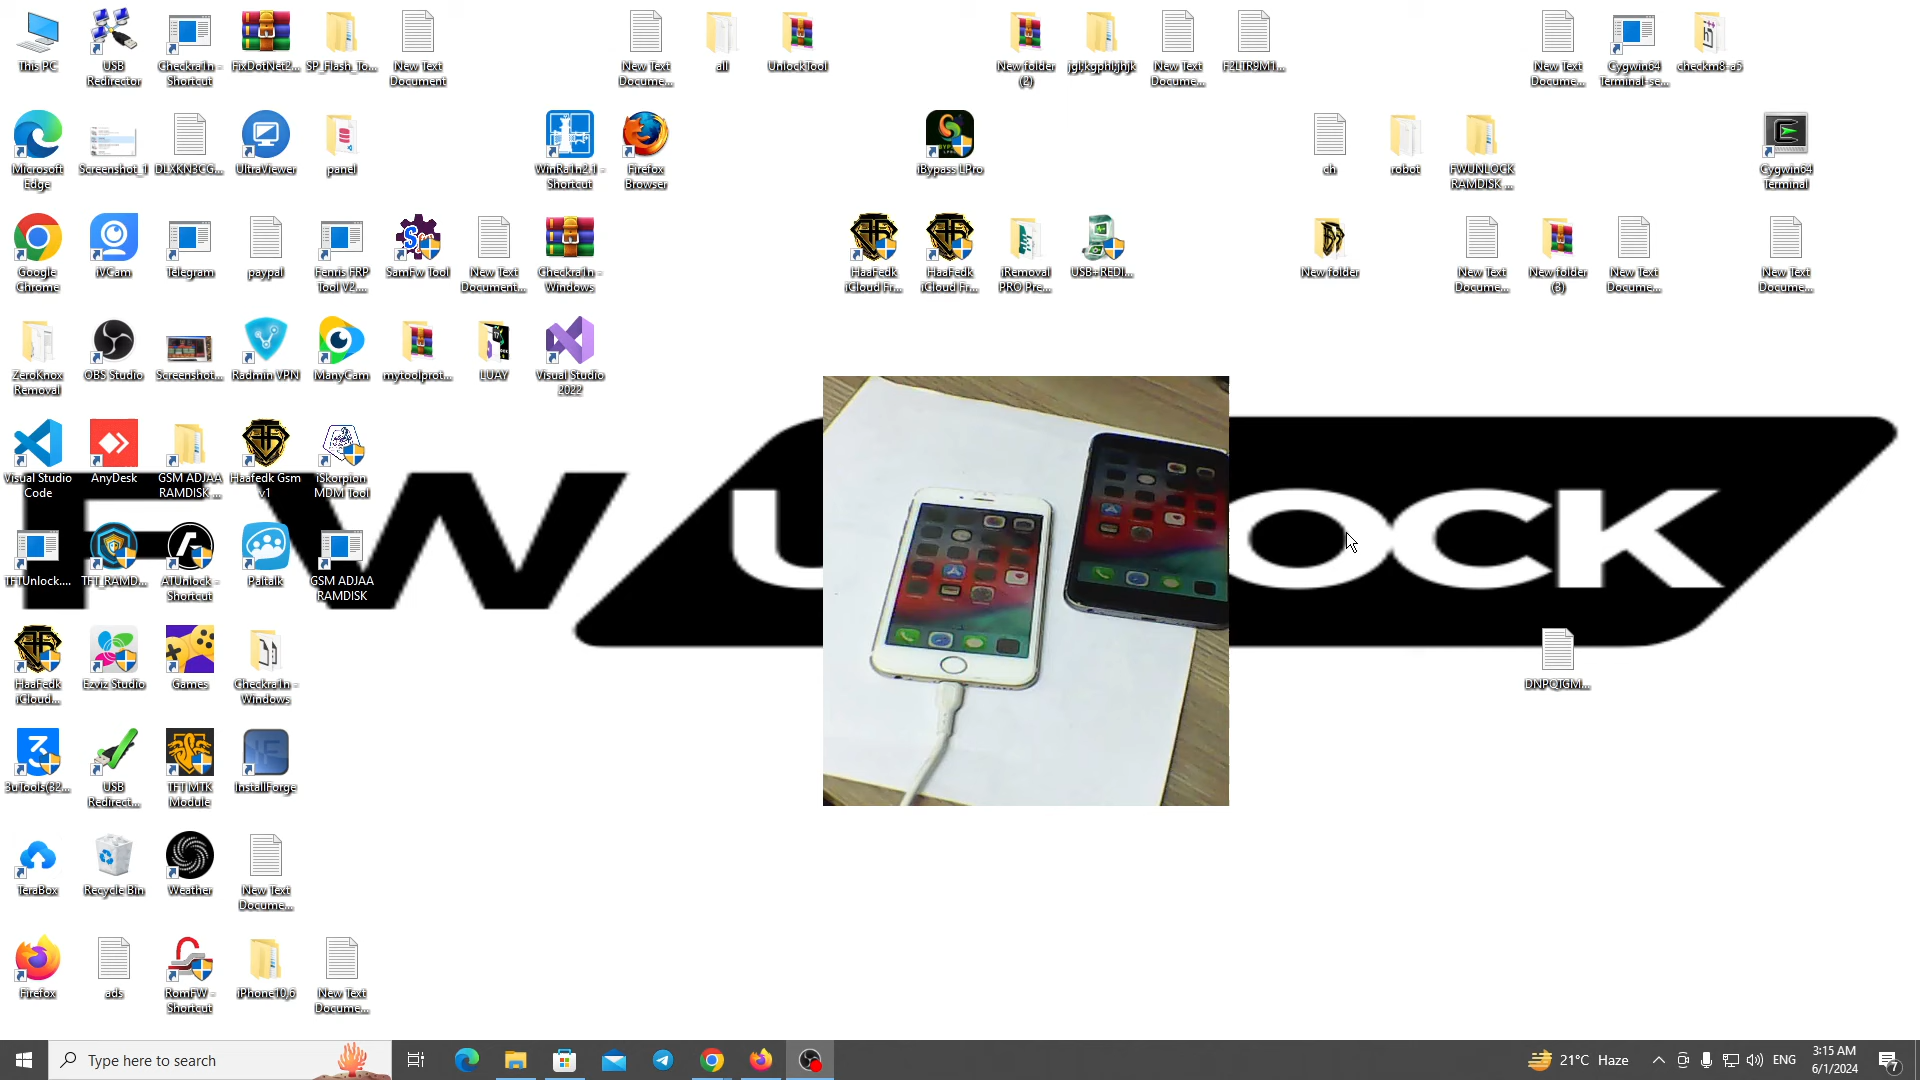 This PC
USB
Redirector
Checkra1n -
Shortcut
FixDotNet2...
SP_Flash_To...
New Text
Document
New Text
Docume...
all
UnlockTool
New folder
(2)
jgl;kgphl;jhjk
New Text
Docume...
F2LTR9M1...
New Text
Docume...
Cygwin64
Terminal-se...
checkm8-a5
Microsoft
Edge
Screenshot_1
DLXKN3CG...
UltraViewer
panel
WinRa1n2.1 -
Shortcut
Firefox
Browser
iBypass LPro
ch
robot
FWUNLOCK
RAMDISK ...
Cygwin64
Terminal
Google
Chrome
iVCam
Telegram
paypal
Fenris FRP
Tool V2....
SamFw Tool
New Text
Document...
Checkra1n -
Windows
HaaFedk
iCloud Fr...
HaaFedk
iCloud Fr...
iRemoval
PRO Pre...
USB+REDI...
New folder
New Text
Docume...
New folder
(3)
New Text
Docume...
New Text
Docume...
ZeroKnox
Removal
OBS Studio
Screenshot...
Radmin VPN
ManyCam
mytoolprot...
LUAY
Visual Studio
2022
Visual Studio
Code
AnyDesk
GSM ADJAA
RAMDISK ...
Haafedk Gsm
v1
iSkorpion
MDM Tool
FW U OCK
TFTUnlock....
TFT_RAMD...
ATUnlock -
Shortcut
Paltalk
GSM ADJAA
RAMDISK
HaaFedk
iCloud...
Ezviz Studio
Games
Checkra1n -
Windows
DNPQJGM...
3uTools(32...
USB
Redirect...
TFT MTK
Module
InstallForge
TeraBox
Recycle Bin
Weather
New Text
Docume...
Firefox
ads
RomFW -
Shortcut
iPhone10,6
New Text
Docume...
Type here to search
21°C Haze
ENG
3:15 AM
6/1/2024
7